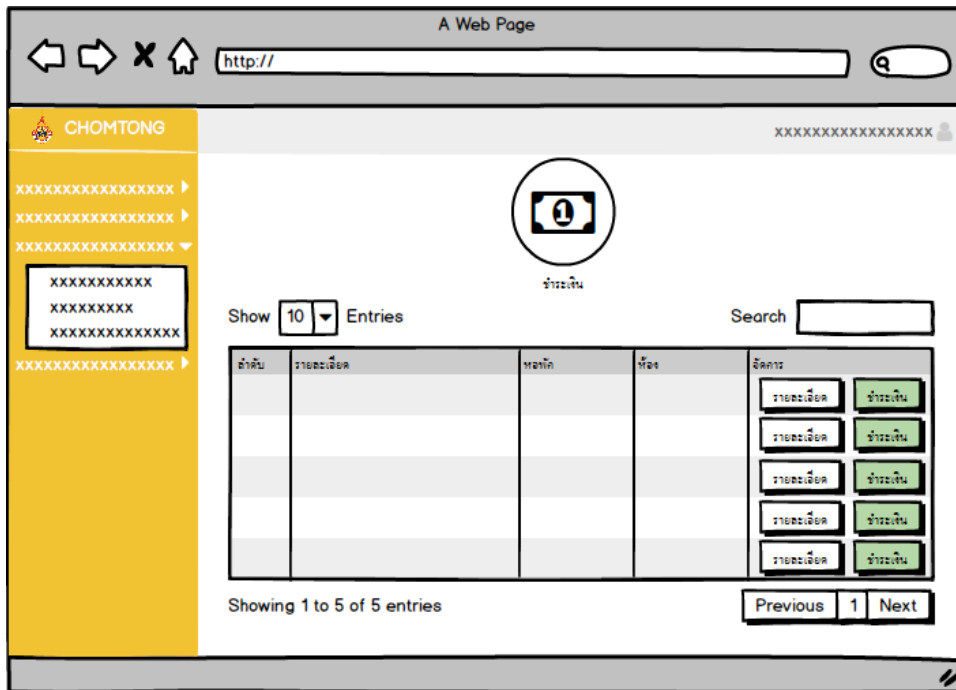 A Web Page
http://
CHOMTONG
xxxxxxxxxxxxxxxxx
xxxxxxxxxxxxxxxxx
xxxxxxxxxxxxxxxxx
xxxxxxxxxxxxxxxxx
xxxxxxxxxxx
xxxxxxxxx
xxxxxxxxxxxxxx
xxxxxxxxxxxxxxxxx
1
ชำระเงิน
Show 10 Entries Search
ลำดับ รายละเอียด หอพัก ห้อง จัดการ
รายละเอียด ชำระเงิน
รายละเอียด ชำระเงิน
รายละเอียด ชำระเงิน
รายละเอียด ชำระเงิน
รายละเอียด ชำระเงิน
Showing 1 to 5 of 5 entries Previous 1 Next